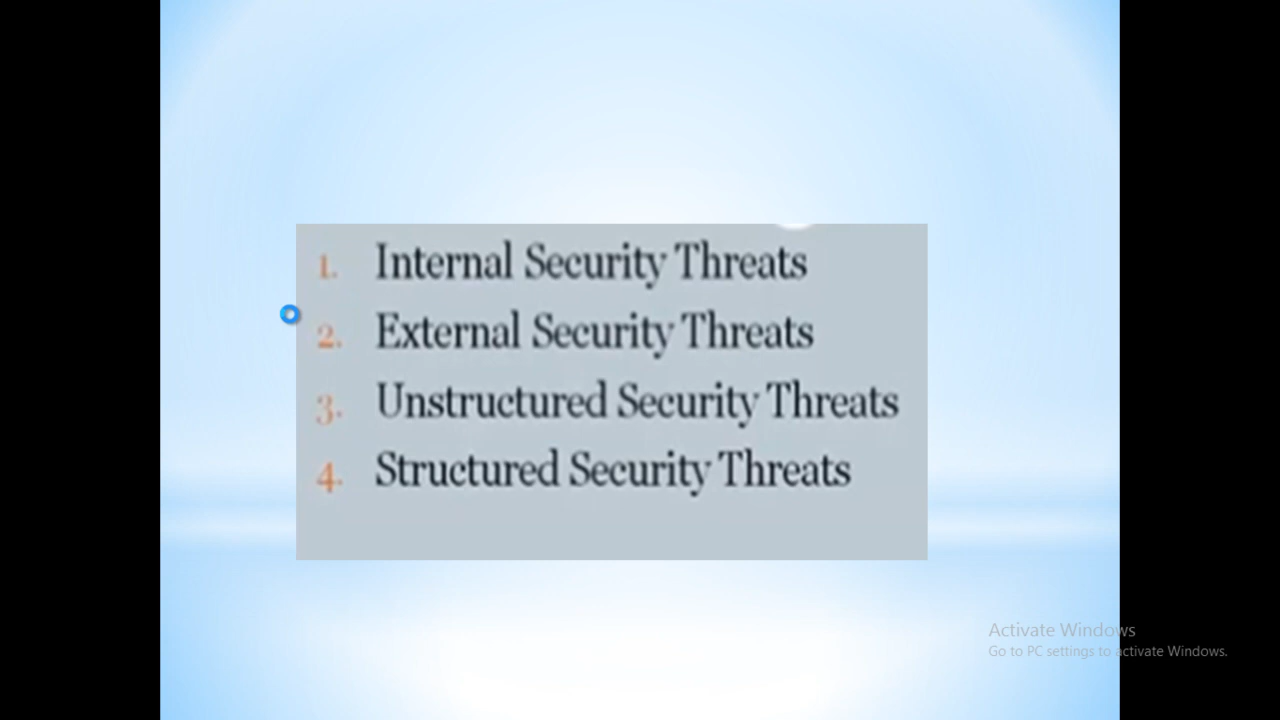 1. Internal Security Threats
2. External Security Threats
3. Unstructured Security Threats
4. Structured Security Threats
Activate Windows
Go to PC settings to activate Windows.